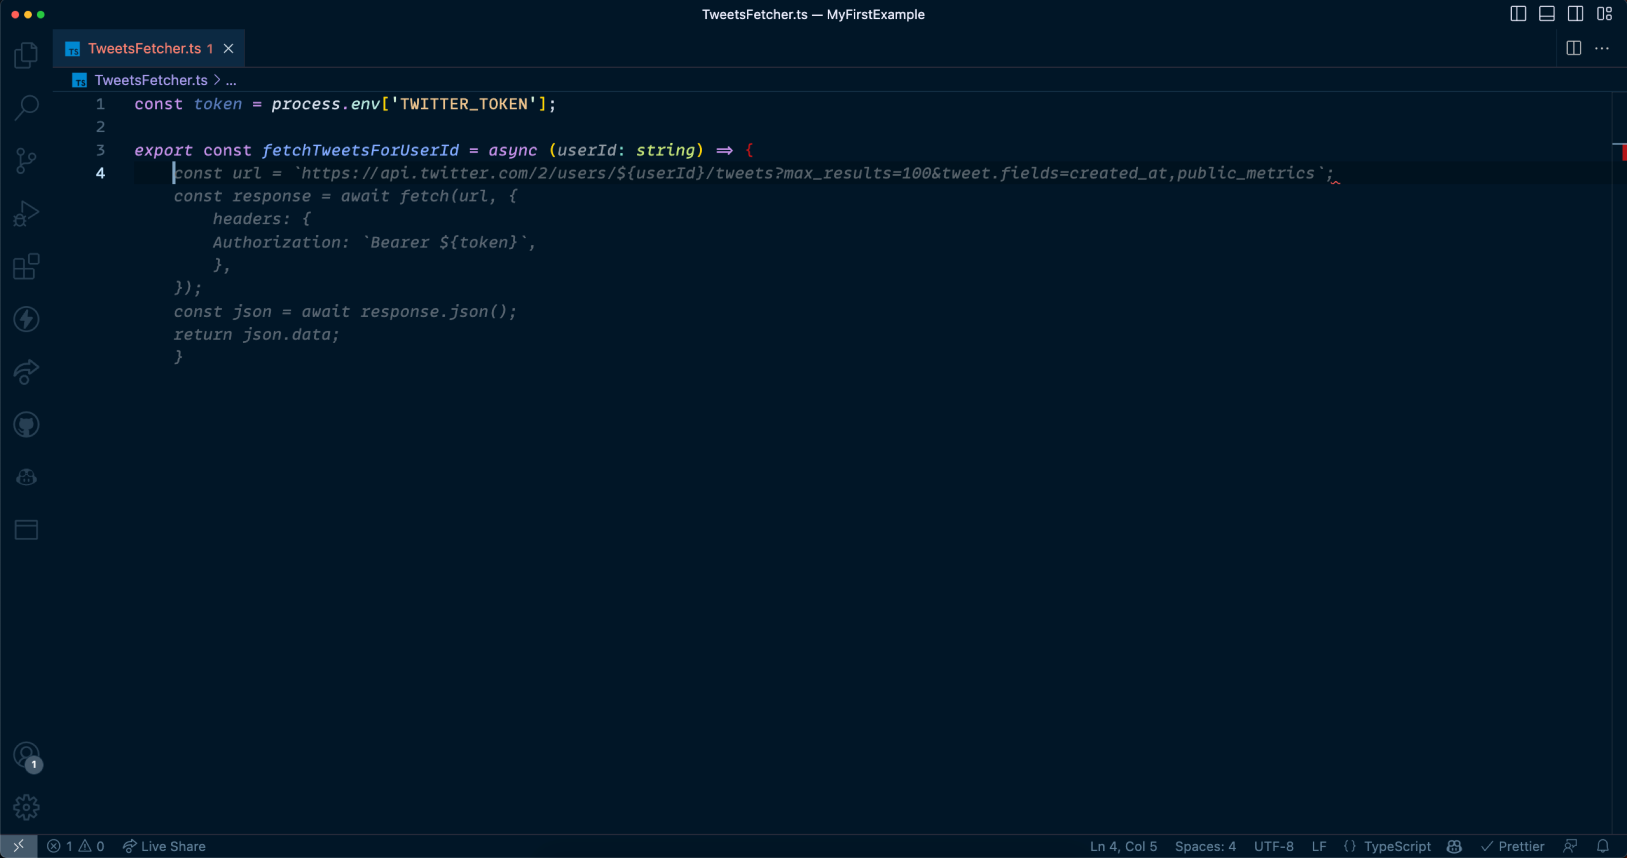 TweetsFetcher.ts — MyFirstExample
TS TweetsFetcher.ts 1
TS TweetsFetcher.ts > ...
1 const token = process.env['TWITTER_TOKEN'];
2
3 export const fetchTweetsForUserId = async (userId: string) => {
4 const url = `https://api.twitter.com/2/users/${userId}/tweets?max_results=100&tweet.fields=created_at,public_metrics`;
const response = await fetch(url, {
headers: {
Authorization: `Bearer ${token}`,
},
});
const json = await response.json();
return json.data;
}
1
1 0 Live Share Ln 4, Col 5 Spaces: 4 UTF-8 LF {} TypeScript Prettier